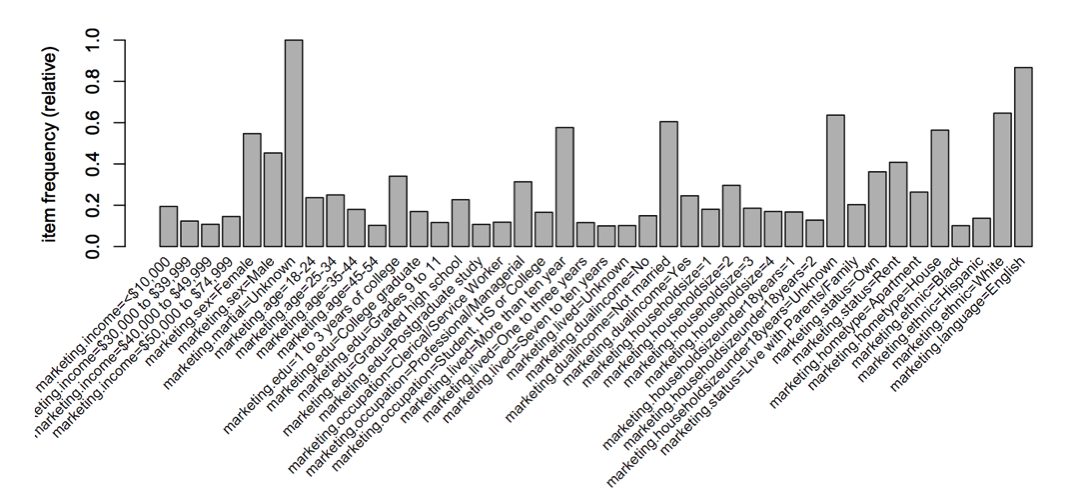 item frequency (relative)
0.0
0.2
0.4
0.6
0.8
1.0
marketing.income=<$10,000
eting.income=$30,000 to $39,999
narketing.income=$40,000 to $49,999
marketing.income=$50,000 to $74,999
marketing.sex=Female
marketing.sex=Male
marketing.marital=Unknown
marketing.age=18-24
marketing.age=25-34
marketing.age=35-44
marketing.age=45-54
marketing.edu=1 to 3 years of college
marketing.edu=College graduate
marketing.edu=Grades 9 to 11
marketing.edu=Graduated high school
marketing.edu=Postgraduate study
marketing.occupation=Clerical/Service Worker
marketing.occupation=Professional/Managerial
marketing.occupation=Student, HS or College
marketing.lived=More than ten year
marketing.lived=One to three years
marketing.lived=Seven to ten years
marketing.lived=Unknown
marketing.dualincome=No
marketing.dualincome=Not married
marketing.dualincome=Yes
marketing.householdsize=1
marketing.householdsize=2
marketing.householdsize=3
marketing.householdsize=4
marketing.householdsizeunder18years=1
marketing.householdsizeunder18years=2
marketing.householdsizeunder18years=Unknown
marketing.status=Live with Parents/Family
marketing.status=Own
marketing.status=Rent
marketing.hometype=Apartment
marketing.hometype=House
marketing.ethnic=Black
marketing.ethnic=Hispanic
marketing.ethnic=White
marketing.language=English